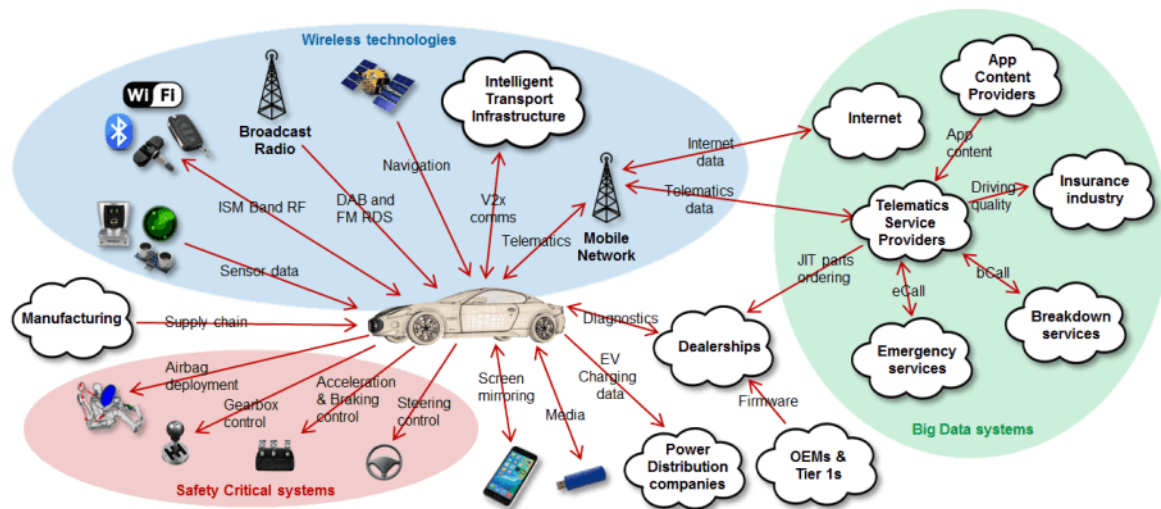 Wireless technologies
Wi Fi
Broadcast
Radio
Intelligent
Transport
Infrastructure
Navigation
ISM Band RF
DAB and
FM RDS
V2x
comms
Telematics
Mobile
Network
Sensor data
Internet
data
Telematics
data
Internet
App
Content
Providers
App
content
Driving
quality
Insurance
industry
Telematics
Service
Providers
JIT parts
ordering
eCall
bCall
Breakdown
services
Emergency
services
Big Data systems
Manufacturing
Supply chain
Diagnostics
Dealerships
Airbag
deployment
Gearbox
control
Acceleration
& Braking
control
Steering
control
Safety Critical systems
Screen
mirroring
Media
EV
Charging
data
Power
Distribution
companies
Firmware
OEMs &
Tier 1s